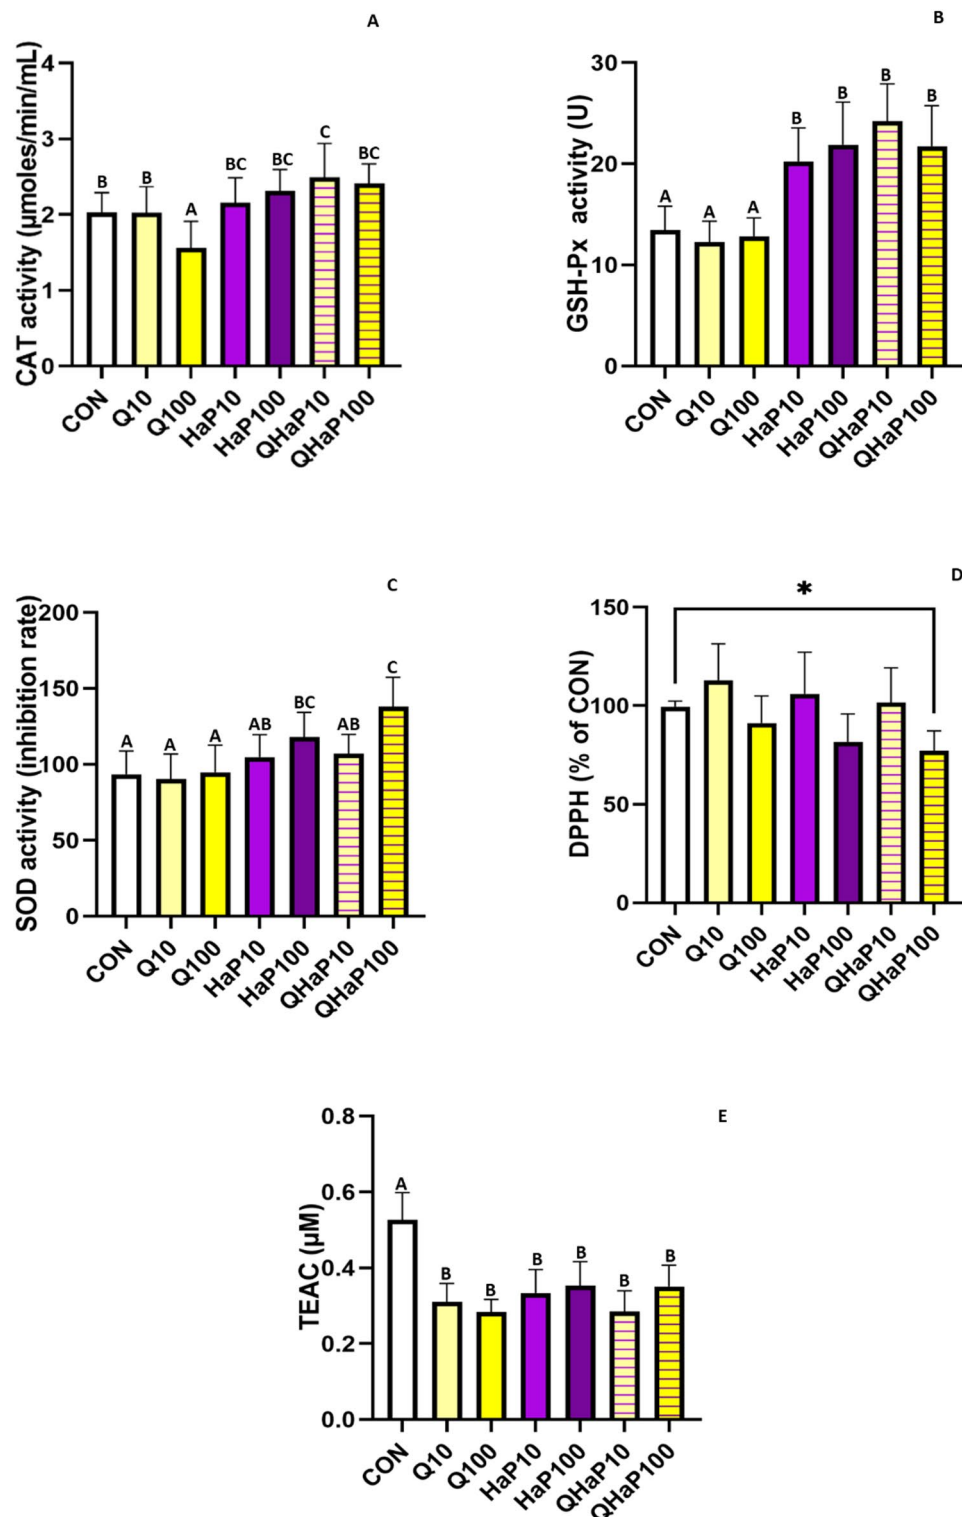 A
CAT activity (µmoles/min/mL)
4
3
2
1
0
B
B
A
BC
BC
C
BC
CON
Q10
Q100
HaP10
HaP100
QHaP10
QHaP100
B
GSH-Px activity (U)
30
20
10
0
A
A
A
B
B
B
B
CON
Q10
Q100
HaP10
HaP100
QHaP10
QHaP100
C
SOD activity (inhibition rate)
200
150
100
50
0
A
A
A
AB
BC
AB
C
CON
Q10
Q100
HaP10
HaP100
QHaP10
QHaP100
D
DPPH (% of CON)
150
100
50
0
*
CON
Q10
Q100
HaP10
HaP100
QHaP10
QHaP100
E
TEAC (µM)
0.8
0.6
0.4
0.2
0.0
A
B
B
B
B
B
B
CON
Q10
Q100
HaP10
HaP100
QHaP10
QHaP100